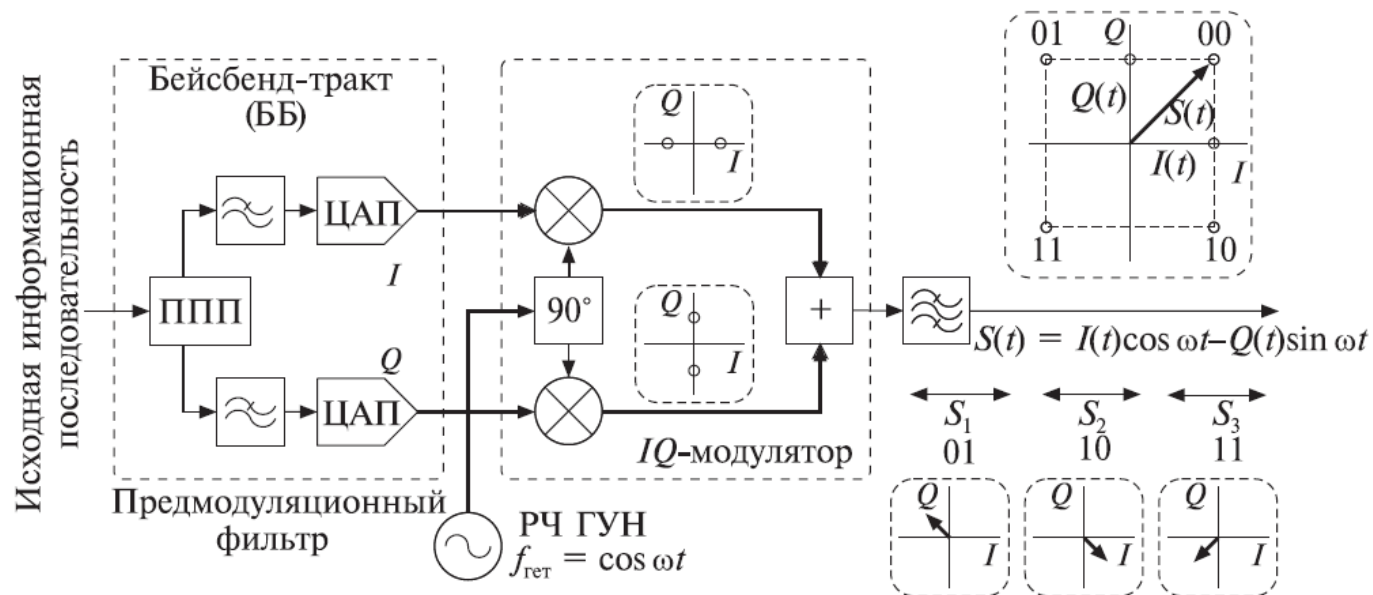 Исходная информационная
последовательность
Бейсбенд-тракт
(ББ)
ППП
ЦАП
I
Q
ЦАП
Предмодуляционный
фильтр
РЧ ГУН
fгет = cos ωt
90°
Q
I
Q
I
+
IQ-модулятор
01
Q
00
Q(t)
S(t)
I(t)
I
11
10
S(t) = I(t)cos ωt–Q(t)sin ωt
S1
S2
S3
01
10
11
Q
I
Q
I
Q
I